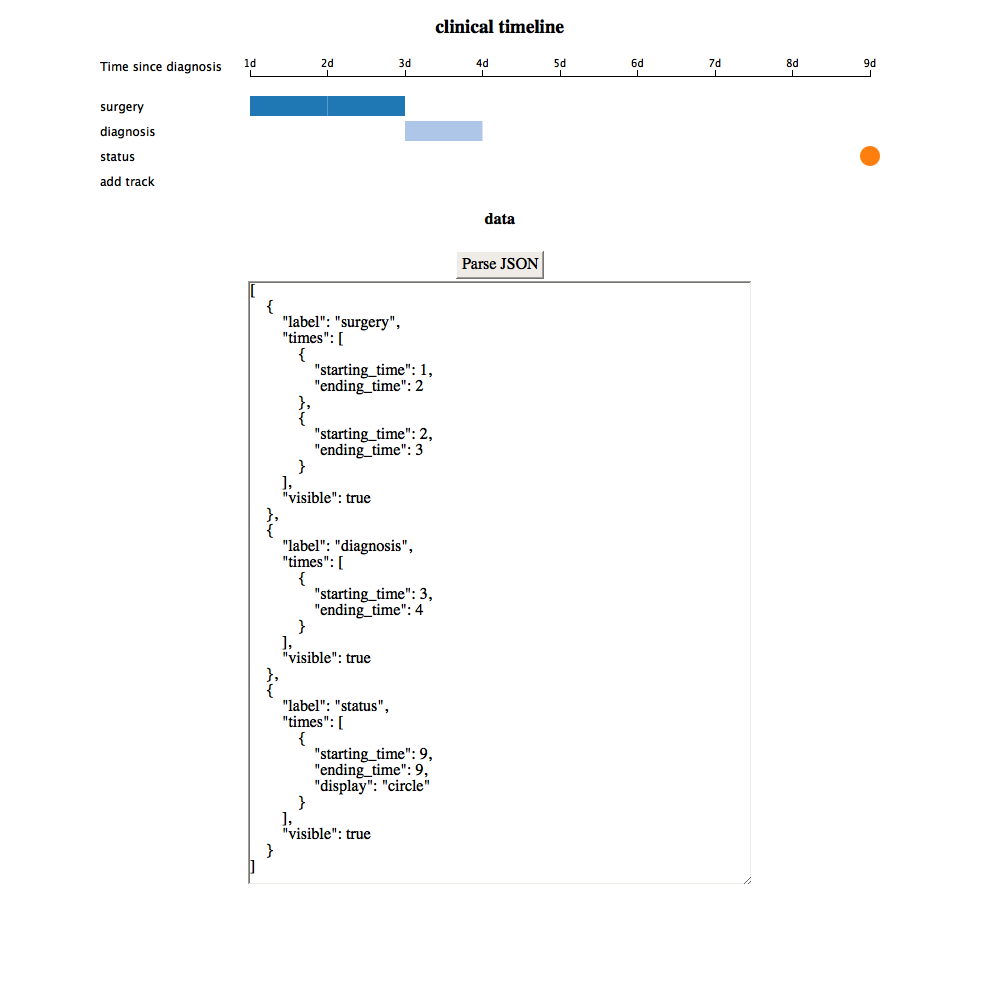 clinical timeline
Time since diagnosis 1d 2d 3d 4d 5d 6d 7d 8d 9d
surgery
diagnosis
status
add track
data
Parse JSON
[
    {
        "label": "surgery",
        "times": [
            {
                "starting_time": 1,
                "ending_time": 2
            },
            {
                "starting_time": 2,
                "ending_time": 3
            }
        ],
        "visible": true
    },
    {
        "label": "diagnosis",
        "times": [
            {
                "starting_time": 3,
                "ending_time": 4
            }
        ],
        "visible": true
    },
    {
        "label": "status",
        "times": [
            {
                "starting_time": 9,
                "ending_time": 9,
                "display": "circle"
            }
        ],
        "visible": true
    }
]